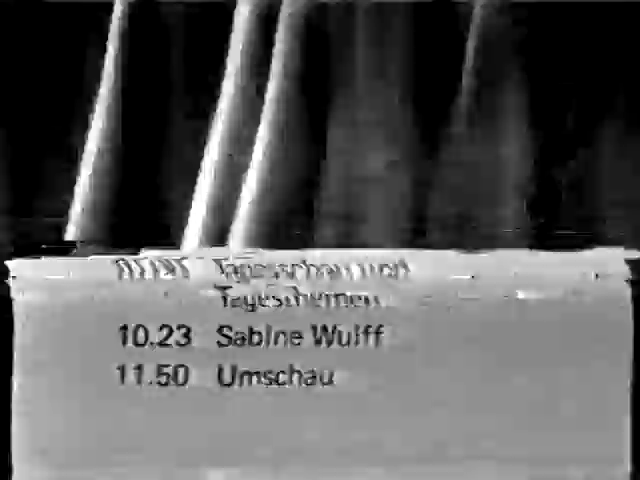 Tagesschau und
Tagesthemen
10.23 Sabine Wulff
11.50 Umschau